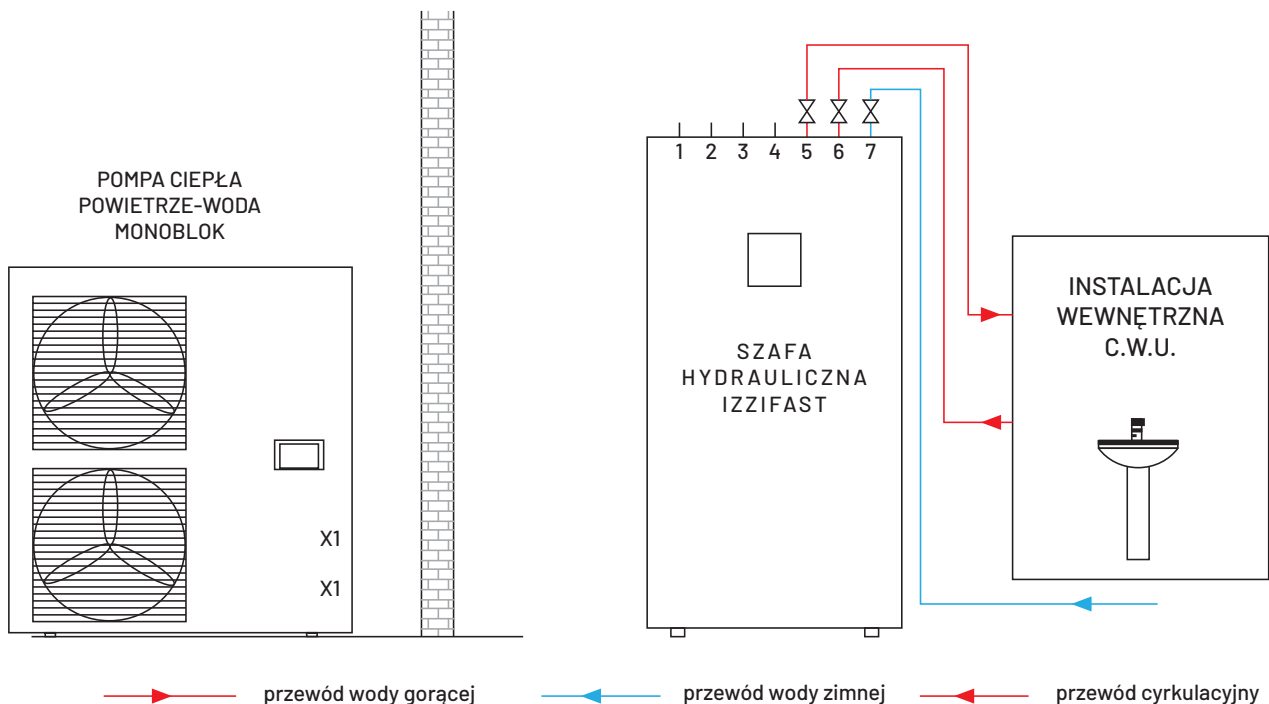 POMPA CIEPŁA
POWIETRZE-WODA
MONOBLOK
X1
X1
1 2 3 4 5 6 7
SZAFA
HYDRAULICZNA
IZZIFAST
INSTALACJA
WEWNĘTRZNA
C.W.U.
przewód wody gorącej
przewód wody zimnej
przewód cyrkulacyjny